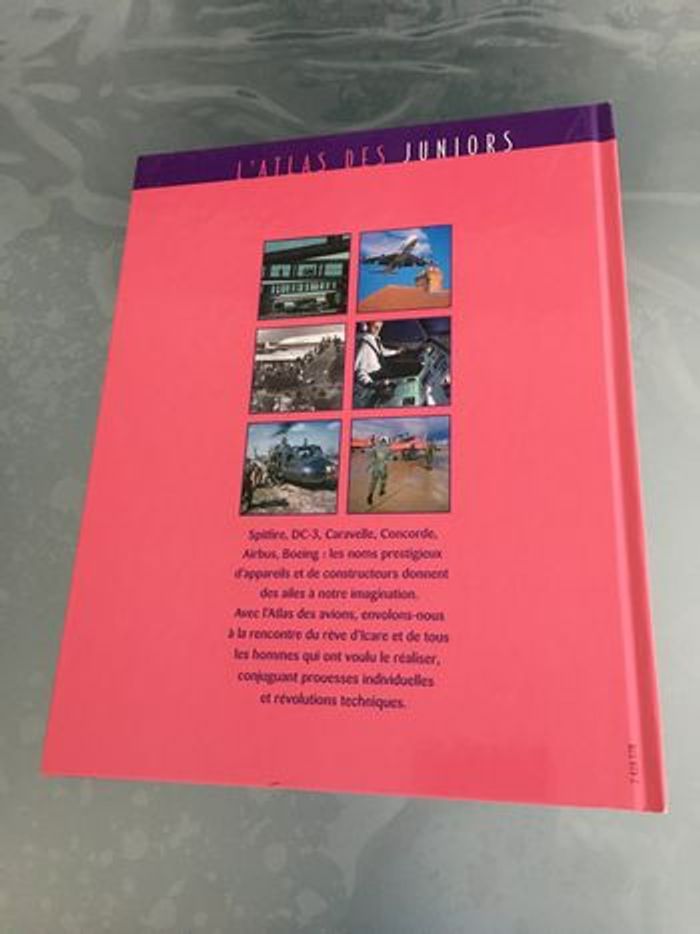 L'ATLAS DES JUNIORS
Spitfire, DC-3, Caravelle, Concorde,
Airbus, Boeing : les noms prestigieux
d'appareils et de constructeurs donnent
des ailes à notre imagination.
Avec l'Atlas des avions, envolons-nous
à la rencontre du rêve d'Icare et de tous
les hommes qui ont voulu le réaliser,
conjuguant prouesses individuelles
et révolutions techniques.